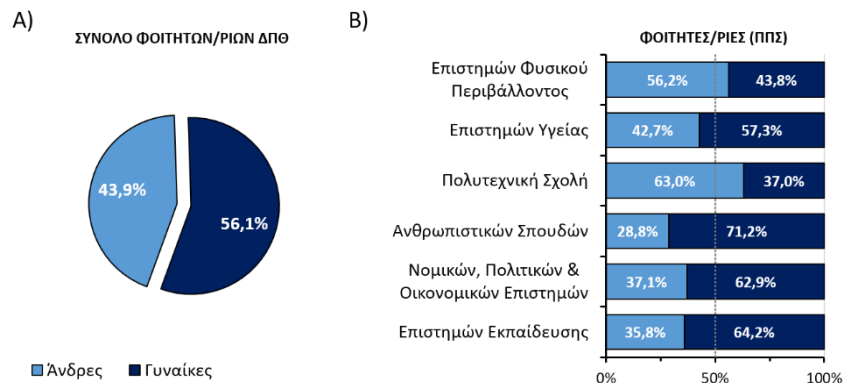 A)
ΣΥΝΟΛΟ ΦΟΙΤΗΤΩΝ/ΡΙΩΝ ΔΠΘ
43,9%
56,1%
Άνδρες
Γυναίκες
B)
ΦΟΙΤΗΤΕΣ/ΡΙΕΣ (ΠΠΣ)
Επιστημών Φυσικού
Περιβάλλοντος
56,2%
43,8%
Επιστημών Υγείας
42,7%
57,3%
Πολυτεχνική Σχολή
63,0%
37,0%
Ανθρωπιστικών Σπουδών
28,8%
71,2%
Νομικών, Πολιτικών &
Οικονομικών Επιστημών
37,1%
62,9%
Επιστημών Εκπαίδευσης
35,8%
64,2%
0%
50%
100%